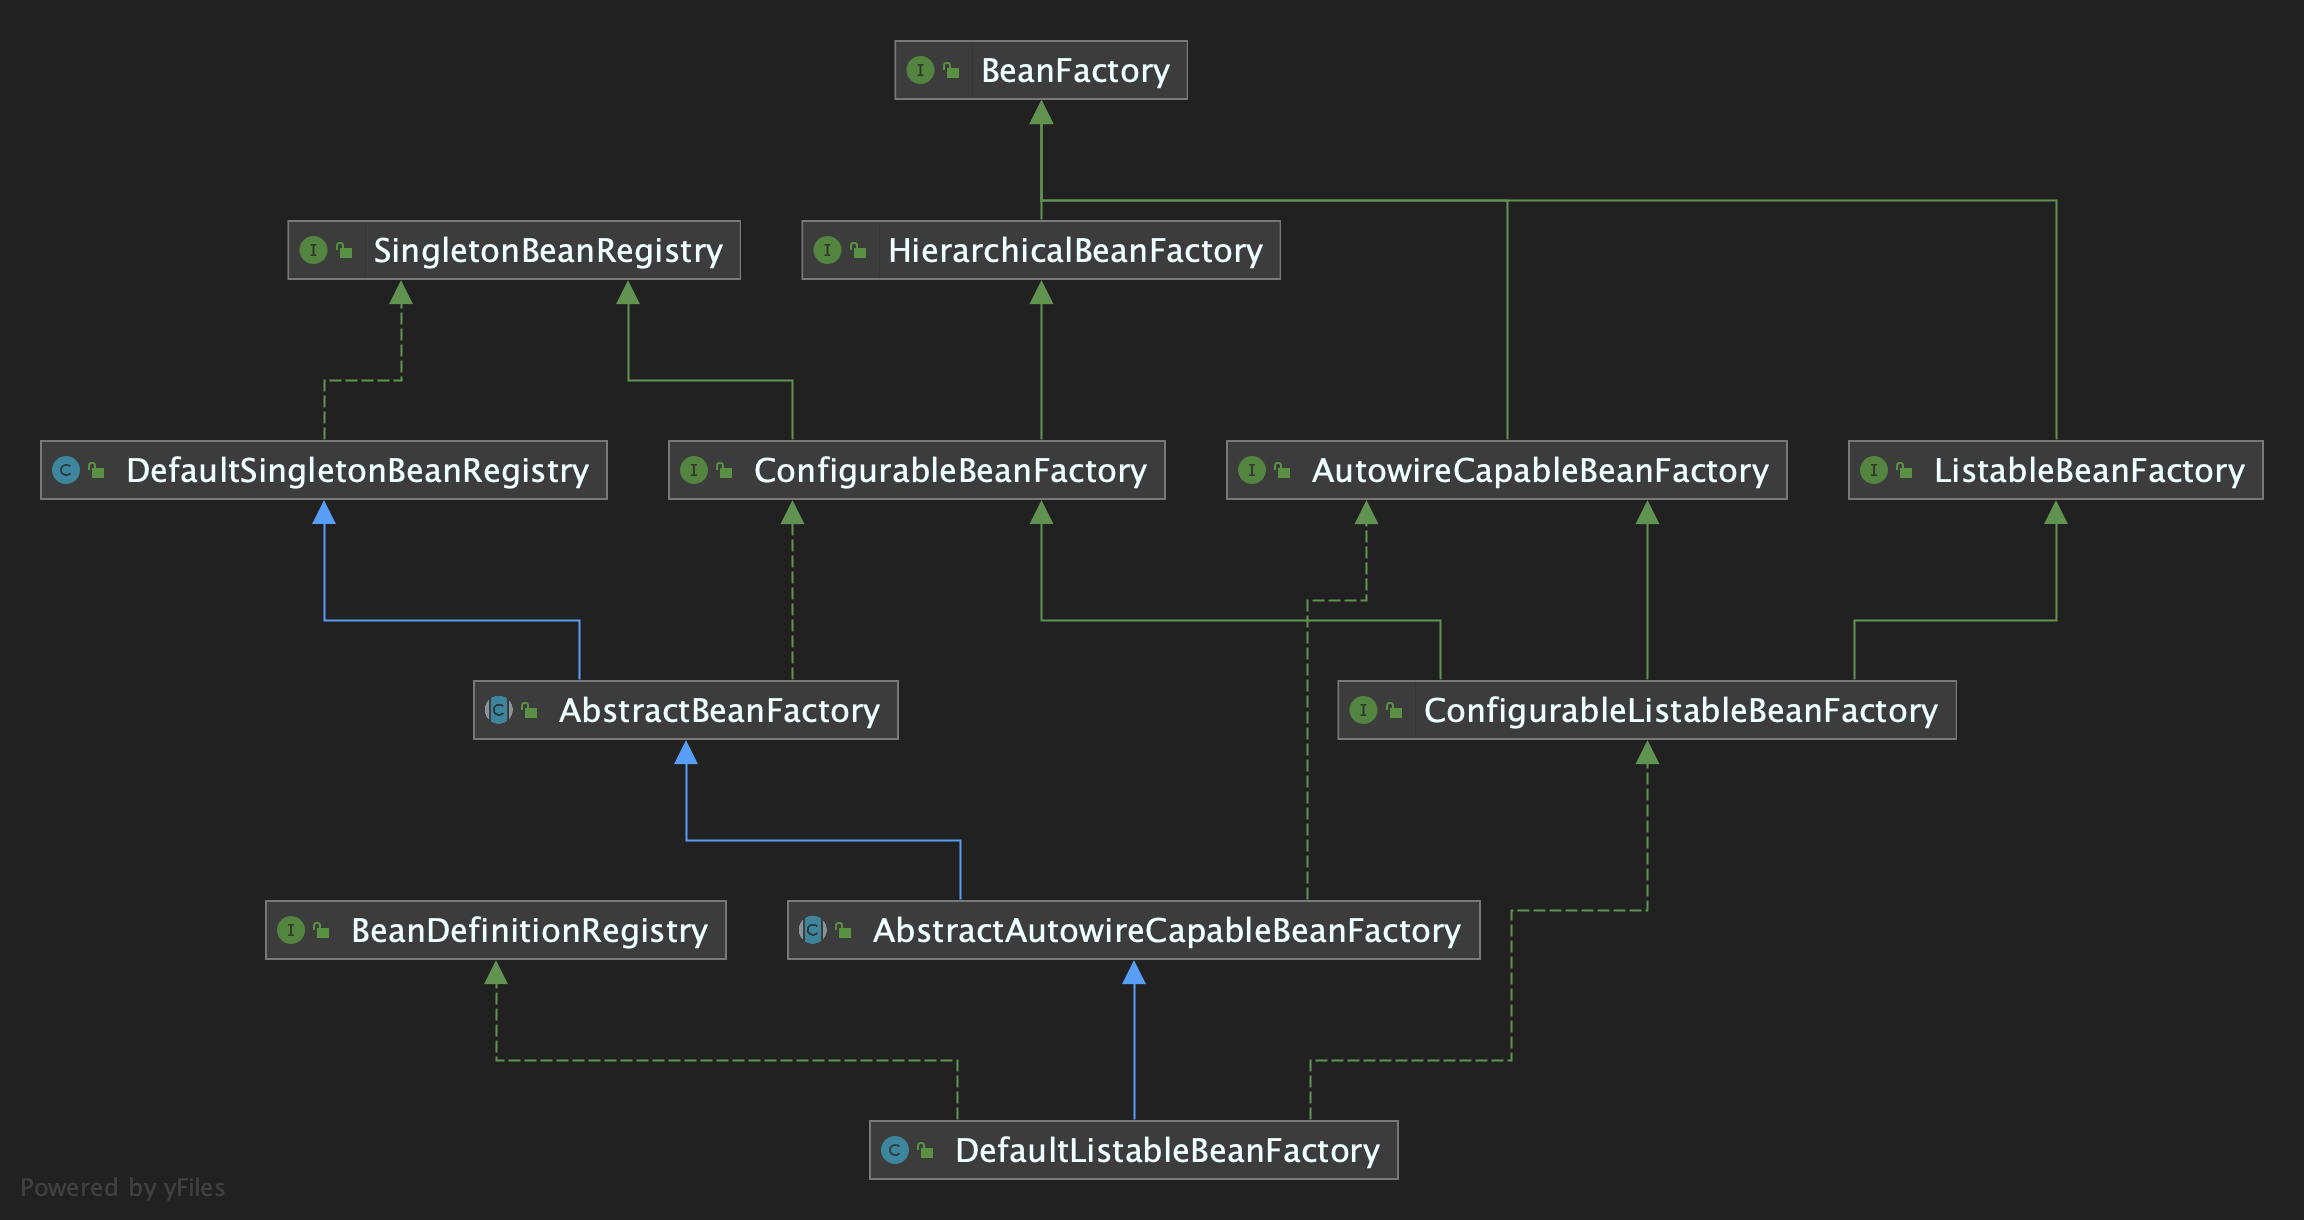 BeanFactory
SingletonBeanRegistry
HierarchicalBeanFactory
DefaultSingletonBeanRegistry
ConfigurableBeanFactory
AutowireCapableBeanFactory
ListableBeanFactory
AbstractBeanFactory
ConfigurableListableBeanFactory
BeanDefinitionRegistry
AbstractAutowireCapableBeanFactory
DefaultListableBeanFactory
Powered by yFiles